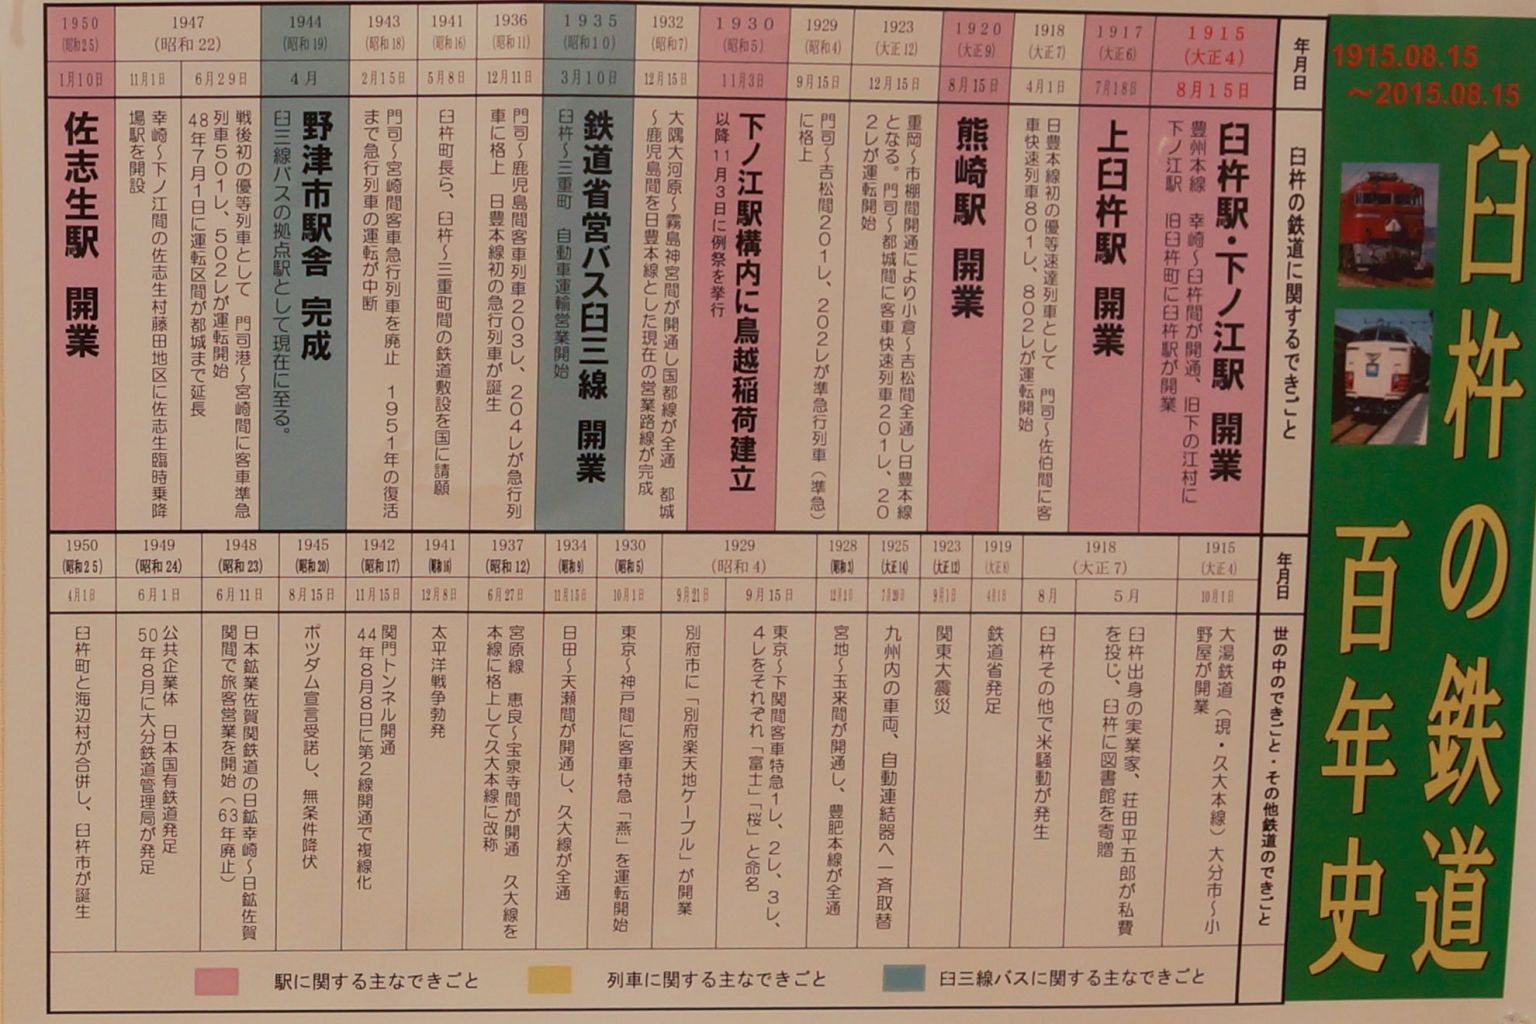 1915.08.15
～2015.08.15
臼杵の鉄道
百年史
年月日
臼杵の鉄道に関するできごと
1915
(大正4)
8月15日
臼杵駅・下ノ江駅 開業
豊州本線 幸崎～臼杵間が開通、旧下の江村に
下ノ江駅 旧臼杵町に臼杵駅が開業
1917
(大正6)
7月18日
上臼杵駅 開業
1918
(大正7)
4月1日
日豊本線初の優等速達列車として 門司～佐伯間に客
車快速列車801レ、802レが運転開始
1920
(大正9)
8月15日
熊崎駅 開業
1923
(大正12)
12月15日
重岡～市棚間開通により小倉～吉松間全通し日豊本線
となる。門司～都城間に客車快速列車201レ、20
2レが運転開始
1929
(昭和4)
9月15日
門司～吉松間201レ、202レが準急行列車（準急）
に格上
1930
(昭和5)
11月3日
下ノ江駅構内に鳥越稲荷建立
以降11月3日に例祭を挙行
1932
(昭和7)
12月15日
大隅大河原～霧島神宮間が開通し国都線が全通 都城
～鹿児島間を日豊本線とした現在の営業路線が完成
1935
(昭和10)
3月10日
鉄道省営バス臼三線 開業
臼杵～三重町 自動車運輸営業開始
1936
(昭和11)
12月11日
門司～鹿児島間客車列車203レ、204レが急行列
車に格上 日豊本線初の急行列車が誕生
1941
(昭和16)
5月8日
臼杵町長ら、臼杵～三重町間の鉄道敷設を国に請願
1943
(昭和18)
2月15日
門司～宮崎間客車急行列車を廃止 1951年の復活
まで急行列車の運転が中断
1944
(昭和19)
4月
野津市駅舎 完成
臼三線バスの拠点駅として現在に至る。
1947
(昭和22)
6月29日
戦後初の優等列車として 門司港～宮崎間に客車準急
列車501レ、502レが運転開始
48年7月1日に運転区間が都城まで延長
11月1日
幸崎～下ノ江間の佐志生村藤田地区に佐志生臨時乗降
場駅を開設
1950
(昭和25)
1月10日
佐志生駅 開業
年月日
世の中のできごと・その他鉄道のできごと
1915
(大正4)
10月1日
大湯鉄道（現・久大本線）大分市～小
野屋が開業
1918
(大正7)
5月
臼杵出身の実業家、荘田平五郎が私費
を投じ、臼杵に図書館を寄贈
8月
臼杵その他で米騒動が発生
1919
(大正8)
4月1日
鉄道省発足
1923
(大正12)
9月1日
関東大震災
1925
(大正14)
7月20日
九州内の車両、自動連結器へ一斉取替
1928
(昭和3)
宮地～玉来間が開通し、豊肥本線が全通
1929
(昭和4)
9月15日
東京～下関間客車特急1レ、2レ、3レ、
4レをそれぞれ「富士」「桜」と命名
9月21日
別府市に「別府楽天地ケーブル」が開業
1930
(昭和5)
10月1日
東京～神戸間に客車特急「燕」を運転開始
1934
(昭和9)
11月15日
日田～天瀬間が開通し、久大線が全通
1937
(昭和12)
6月27日
宮原線 恵良～宝泉寺間が開通 久大線を
本線に格上して久大本線に改称
1941
(昭和16)
12月8日
太平洋戦争勃発
1942
(昭和17)
11月15日
関門トンネル開通
44年8月8日に第2線開通で複線化
1945
(昭和20)
8月15日
ポツダム宣言受諾し、無条件降伏
1948
(昭和23)
6月11日
日本鉱業佐賀関鉄道の日鉱幸崎～日鉱佐賀
関間で旅客営業を開始（63年廃止）
1949
(昭和24)
6月1日
公共企業体 日本国有鉄道発足
50年8月に大分鉄道管理局が発足
1950
(昭和25)
4月1日
臼杵町と海辺村が合併し、臼杵市が誕生
駅に関する主なできごと
列車に関する主なできごと
臼三線バスに関する主なできごと